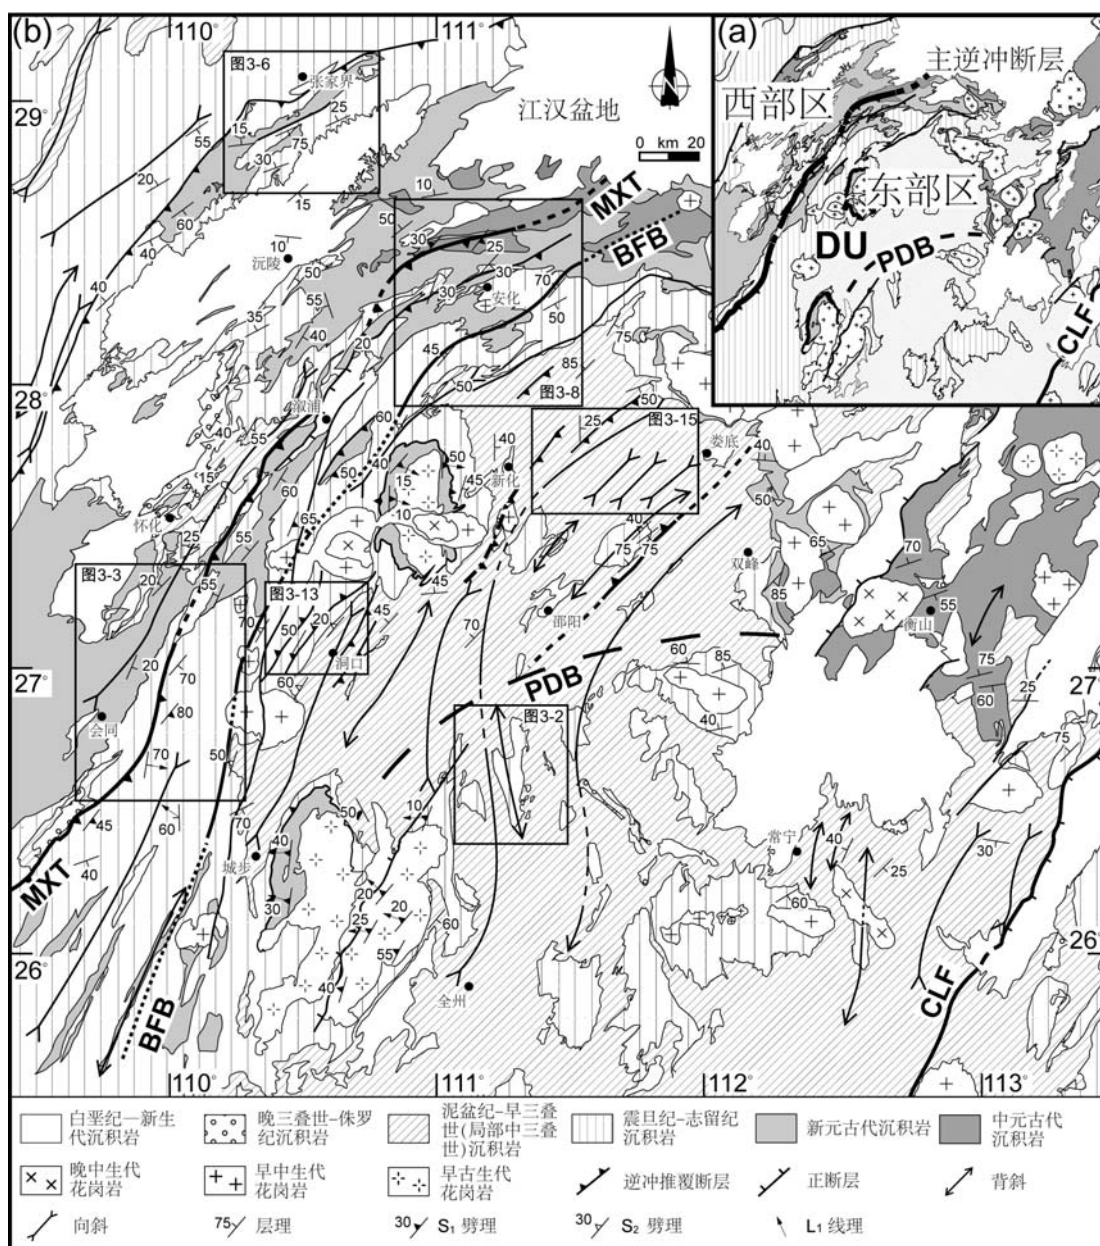 (b)
110°
111°
图3-6
张家界
29°
江汉盆地
0 km 20
(a)
主逆冲断层
西部区
东部区
DU
PDB
CLF
MXT
BFB
沅陵
安化
图3-8
28°
溆浦
图3-15
娄底
新化
怀化
双峰
图3-3
图3-13
邵阳
衡山
洞口
27°
27°
PDB
会同
图3-2
常宁
城步
MXT
26°
26°
全州
BFB
CLF
110°
111°
112°
113°
白垩纪—新生
代沉积岩
晚三叠世-侏罗
纪沉积岩
泥盆纪-早三叠
世(局部中三叠
世)沉积岩
震旦纪-志留纪
沉积岩
新元古代沉积岩
中元古代
沉积岩
晚中生代
花岗岩
早中生代
花岗岩
早古生代
花岗岩
逆冲推覆断层
正断层
背斜
向斜
75 层理
30 S1 劈理
30 S2 劈理
L1 线理